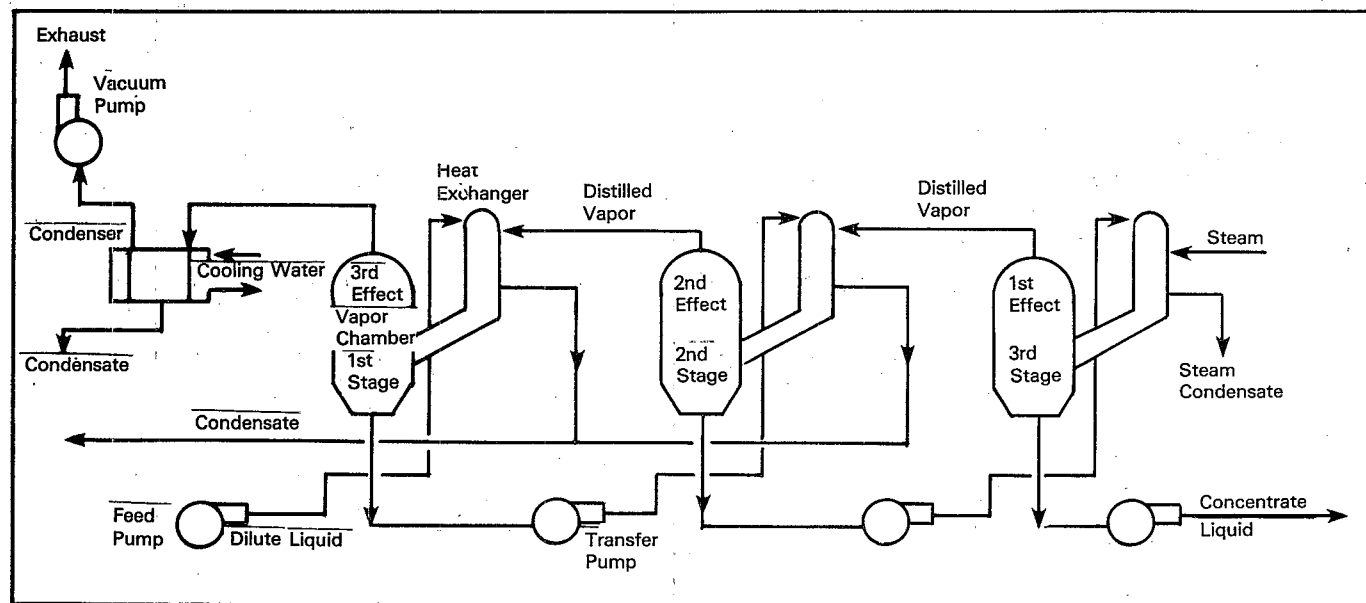 Exhaust
Vacuum
Pump
Condenser
Cooling Water
Condensate
Heat
Exchanger
Distilled
Vapor
Distilled
Vapor
Steam
3rd
Effect
Vapor
Chamber
1st
Stage
2nd
Effect
2nd
Stage
1st
Effect
3rd
Stage
Steam
Condensate
Condensate
Feed
Pump
Dilute Liquid
Transfer
Pump
Concentrate
Liquid